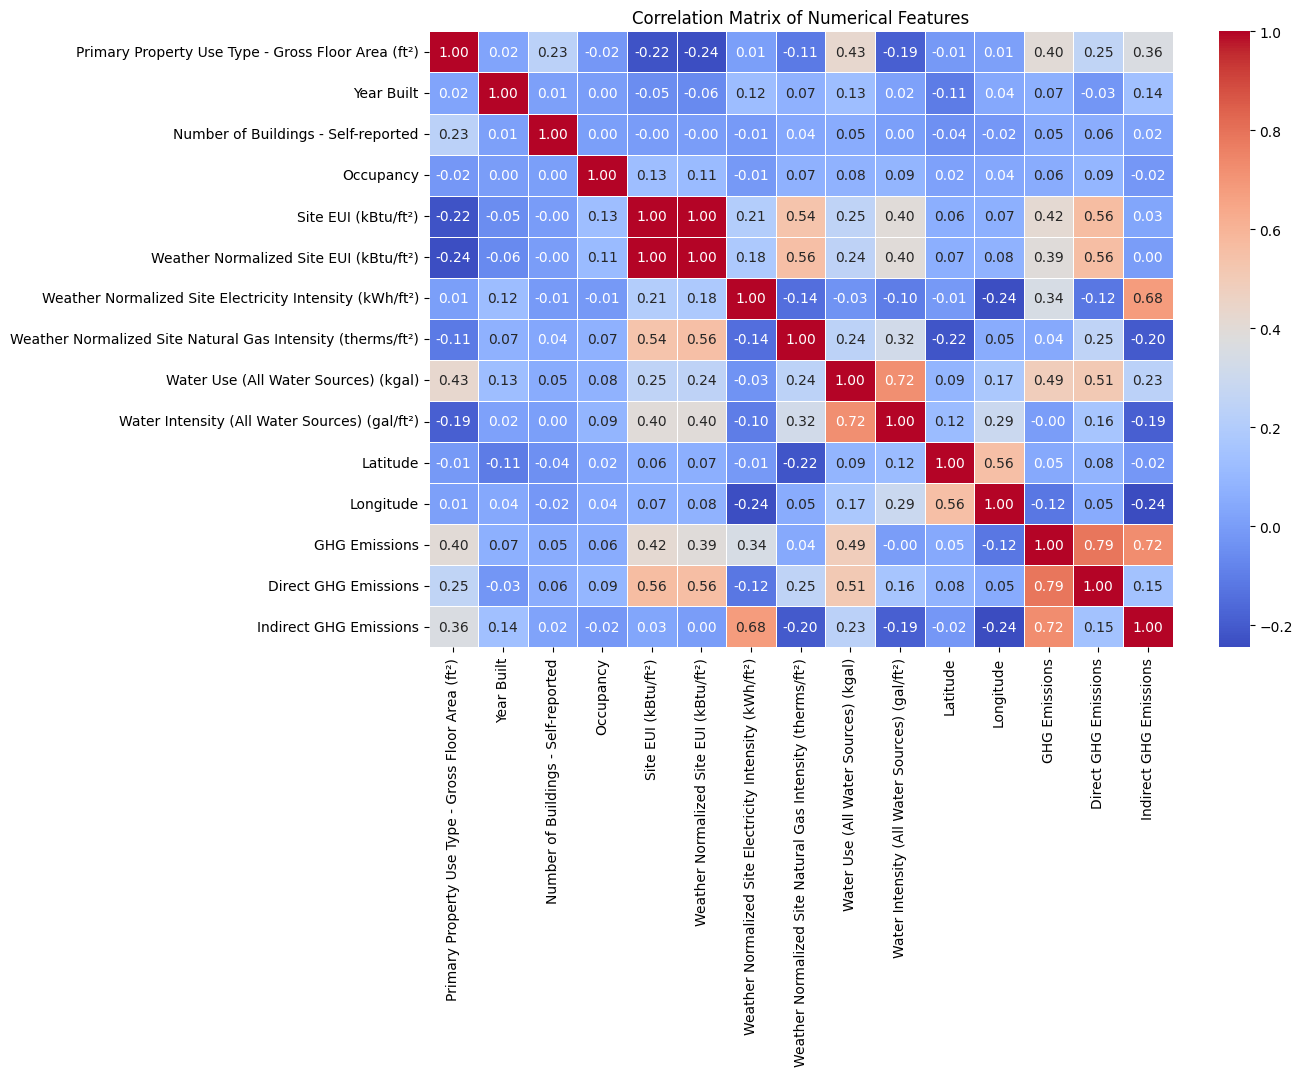 Correlation Matrix of Numerical Features
Primary Property Use Type - Gross Floor Area (ft²) 1.00 0.02 0.23 -0.02 -0.22 -0.24 0.01 -0.11 0.43 -0.19 -0.01 0.01 0.40 0.25 0.36
Year Built 0.02 1.00 0.01 0.00 -0.05 -0.06 0.12 0.07 0.13 0.02 -0.11 0.04 0.07 -0.03 0.14
Number of Buildings - Self-reported 0.23 0.01 1.00 0.00 -0.00 -0.00 -0.01 0.04 0.05 0.00 -0.04 -0.02 0.05 0.06 0.02
Occupancy -0.02 0.00 0.00 1.00 0.13 0.11 -0.01 0.07 0.08 0.09 0.02 0.04 0.06 0.09 -0.02
Site EUI (kBtu/ft²) -0.22 -0.05 -0.00 0.13 1.00 1.00 0.21 0.54 0.25 0.40 0.06 0.07 0.42 0.56 0.03
Weather Normalized Site EUI (kBtu/ft²) -0.24 -0.06 -0.00 0.11 1.00 1.00 0.18 0.56 0.24 0.40 0.07 0.08 0.39 0.56 0.00
Weather Normalized Site Electricity Intensity (kWh/ft²) 0.01 0.12 -0.01 -0.01 0.21 0.18 1.00 -0.14 -0.03 -0.10 -0.01 -0.24 0.34 -0.12 0.68
Weather Normalized Site Natural Gas Intensity (therms/ft²) -0.11 0.07 0.04 0.07 0.54 0.56 -0.14 1.00 0.24 0.32 -0.22 0.05 0.04 0.25 -0.20
Water Use (All Water Sources) (kgal) 0.43 0.13 0.05 0.08 0.25 0.24 -0.03 0.24 1.00 0.72 0.09 0.17 0.49 0.51 0.23
Water Intensity (All Water Sources) (gal/ft²) -0.19 0.02 0.00 0.09 0.40 0.40 -0.10 0.32 0.72 1.00 0.12 0.29 -0.00 0.16 -0.19
Latitude -0.01 -0.11 -0.04 0.02 0.06 0.07 -0.01 -0.22 0.09 0.12 1.00 0.56 0.05 0.08 -0.02
Longitude 0.01 0.04 -0.02 0.04 0.07 0.08 -0.24 0.05 0.17 0.29 0.56 1.00 -0.12 0.05 -0.24
GHG Emissions 0.40 0.07 0.05 0.06 0.42 0.39 0.34 0.04 0.49 -0.00 0.05 -0.12 1.00 0.79 0.72
Direct GHG Emissions 0.25 -0.03 0.06 0.09 0.56 0.56 -0.12 0.25 0.51 0.16 0.08 0.05 0.79 1.00 0.15
Indirect GHG Emissions 0.36 0.14 0.02 -0.02 0.03 0.00 0.68 -0.20 0.23 -0.19 -0.02 -0.24 0.72 0.15 1.00
Primary Property Use Type - Gross Floor Area (ft²)
Year Built
Number of Buildings - Self-reported
Occupancy
Site EUI (kBtu/ft²)
Weather Normalized Site EUI (kBtu/ft²)
Weather Normalized Site Electricity Intensity (kWh/ft²)
Weather Normalized Site Natural Gas Intensity (therms/ft²)
Water Use (All Water Sources) (kgal)
Water Intensity (All Water Sources) (gal/ft²)
Latitude
Longitude
GHG Emissions
Direct GHG Emissions
Indirect GHG Emissions
1.0
0.8
0.6
0.4
0.2
0.0
−0.2